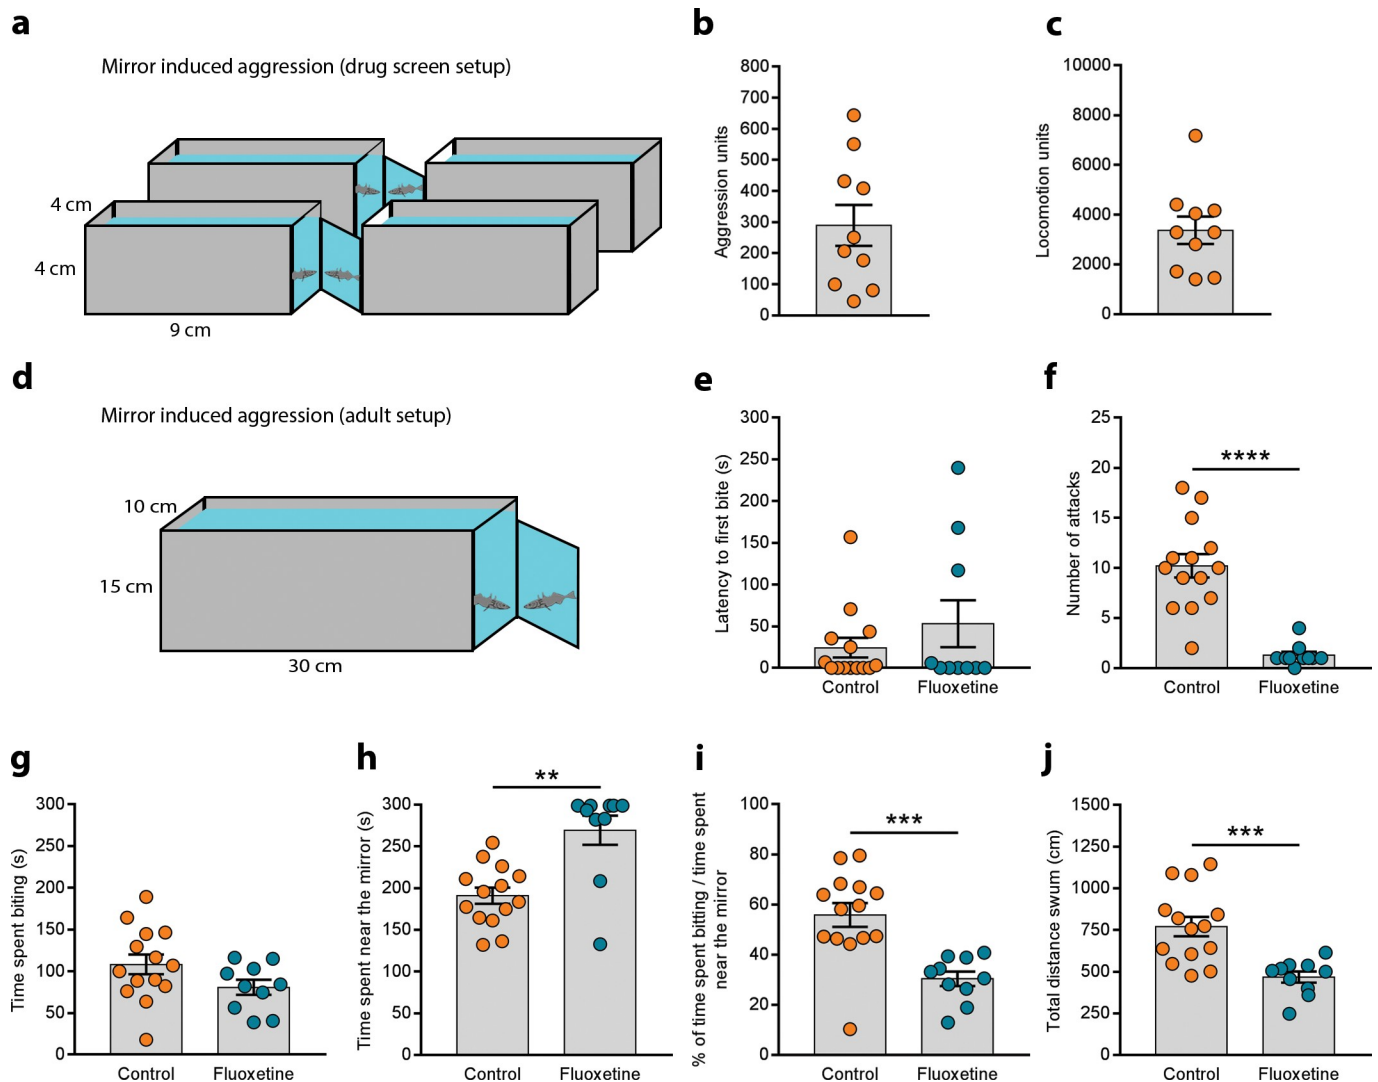 a
Mirror induced aggression (drug screen setup)
4 cm
4 cm
9 cm
b
Aggression units
800
700
600
500
400
300
200
100
0
c
Locomotion units
10000
8000
6000
4000
2000
0
d
Mirror induced aggression (adult setup)
10 cm
15 cm
30 cm
e
Latency to first bite (s)
300
250
200
150
100
50
0
Control Fluoxetine
f
Number of attacks
25
20
15
10
5
0
****
Control Fluoxetine
g
Time spent biting (s)
300
250
200
150
100
50
0
Control Fluoxetine
h
Time spent near the mirror (s)
300
250
200
150
100
50
0
**
Control Fluoxetine
i
% of time spent bitting / time spent
near the mirror
100
80
60
40
20
0
***
Control Fluoxetine
j
Total distance swum (cm)
1500
1250
1000
750
500
250
0
***
Control Fluoxetine